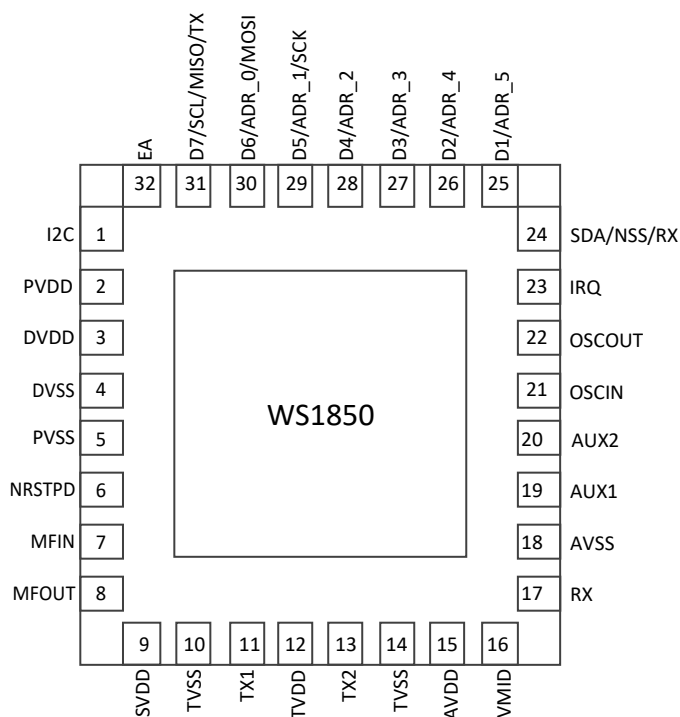 EA
D7/SCL/MISO/TX
D6/ADR_0/MOSI
D5/ADR_1/SCK
D4/ADR_2
D3/ADR_3
D2/ADR_4
D1/ADR_5
32 31 30 29 28 27 26 25
I2C 1 24 SDA/NSS/RX
PVDD 2 23 IRQ
DVDD 3 22 OSCOUT
DVSS 4 21 OSCIN
WS1850
PVSS 5 20 AUX2
NRSTPD 6 19 AUX1
MFIN 7 18 AVSS
MFOUT 8 17 RX
9 10 11 12 13 14 15 16
SVDD
TVSS
TX1
TVDD
TX2
TVSS
AVDD
VMID